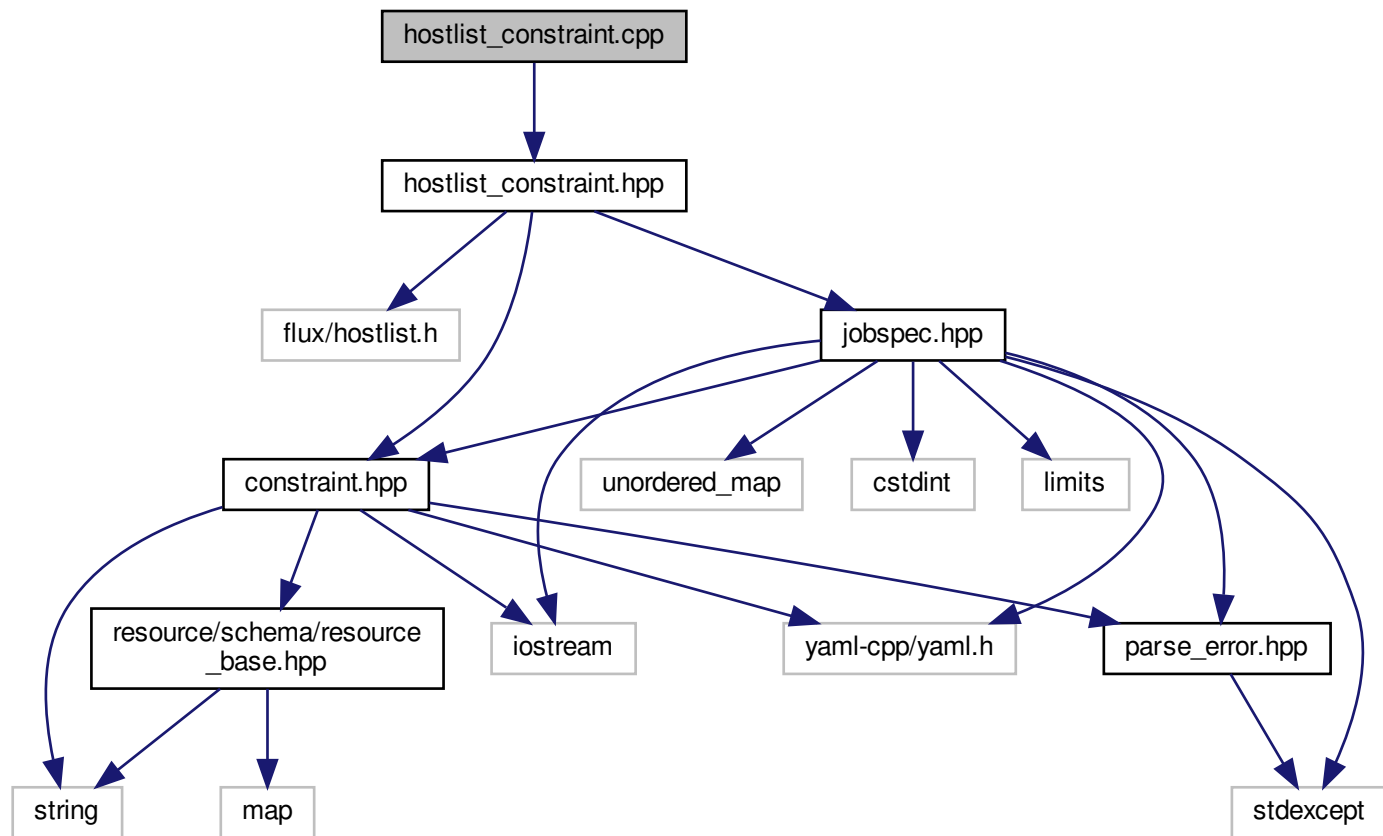 hostlist_constraint.cpp
hostlist_constraint.hpp
flux/hostlist.h
jobspec.hpp
constraint.hpp
unordered_map
cstdint
limits
resource/schema/resource
_base.hpp
iostream
yaml-cpp/yaml.h
parse_error.hpp
string
map
stdexcept